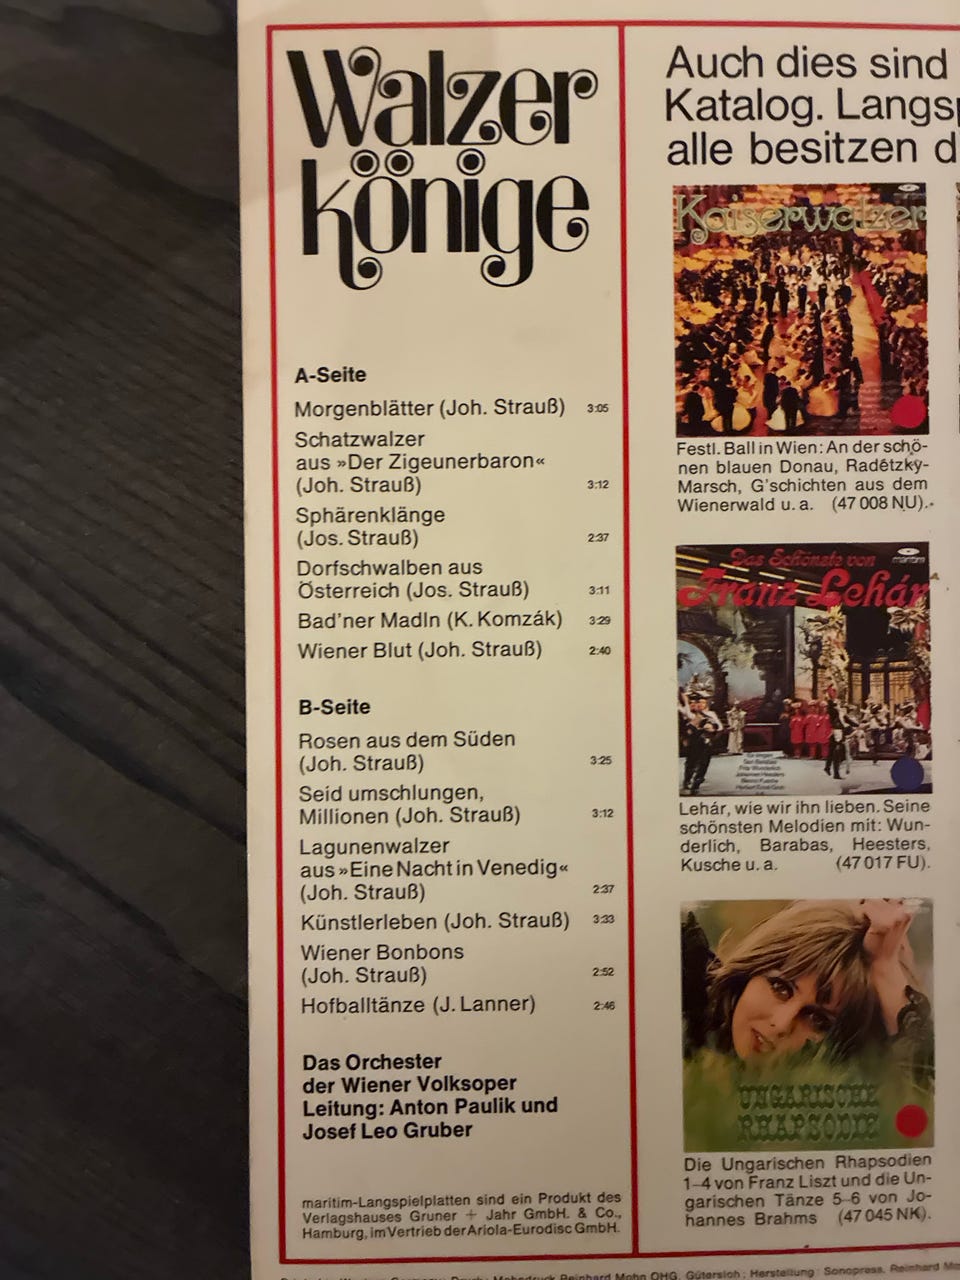 Walzer
könige
A-Seite
Morgenblätter (Joh. Strauß) 3:05
Schatzwalzer
aus »Der Zigeunerbaron«
(Joh. Strauß) 3:12
Sphärenklänge
(Jos. Strauß) 2:37
Dorfschwalben aus
Österreich (Jos. Strauß) 3:11
Bad'ner Madln (K. Komzák) 3:29
Wiener Blut (Joh. Strauß) 2:40
B-Seite
Rosen aus dem Süden
(Joh. Strauß) 3:25
Seid umschlungen,
Millionen (Joh. Strauß) 3:12
Lagunenwalzer
aus »Eine Nacht in Venedig«
(Joh. Strauß) 2:37
Künstlerleben (Joh. Strauß) 3:33
Wiener Bonbons
(Joh. Strauß) 2:52
Hofballtänze (J. Lanner) 2:46
Das Orchester
der Wiener Volksoper
Leitung: Anton Paulik und
Josef Leo Gruber
maritim-Langspielplatten sind ein Produkt des
Verlagshauses Gruner + Jahr GmbH. & Co.,
Hamburg, im Vertrieb der Ariola-Eurodisc GmbH.
Auch dies sind
Katalog. Langsp
alle besitzen d
Kaiserwalzer
Festl. Ball in Wien: An der schö-
nen blauen Donau, Radetzky-
Marsch, G'schichten aus dem
Wienerwald u. a. (47 008 NU).
Das Schönste von
maritim
Franz Lehár
Lehár, wie wir ihn lieben. Seine
schönsten Melodien mit: Wun-
derlich, Barabas, Heesters,
Kusche u. a. (47 017 FU).
UNGARISCHE
RHAPSODIE
Die Ungarischen Rhapsodien
1–4 von Franz Liszt und die Un-
garischen Tänze 5–6 von Jo-
hannes Brahms (47 045 NK).
Mohndruck Reinhard Mohn OHG, Gütersloh; Herstellung: Sonopress, Reinhard